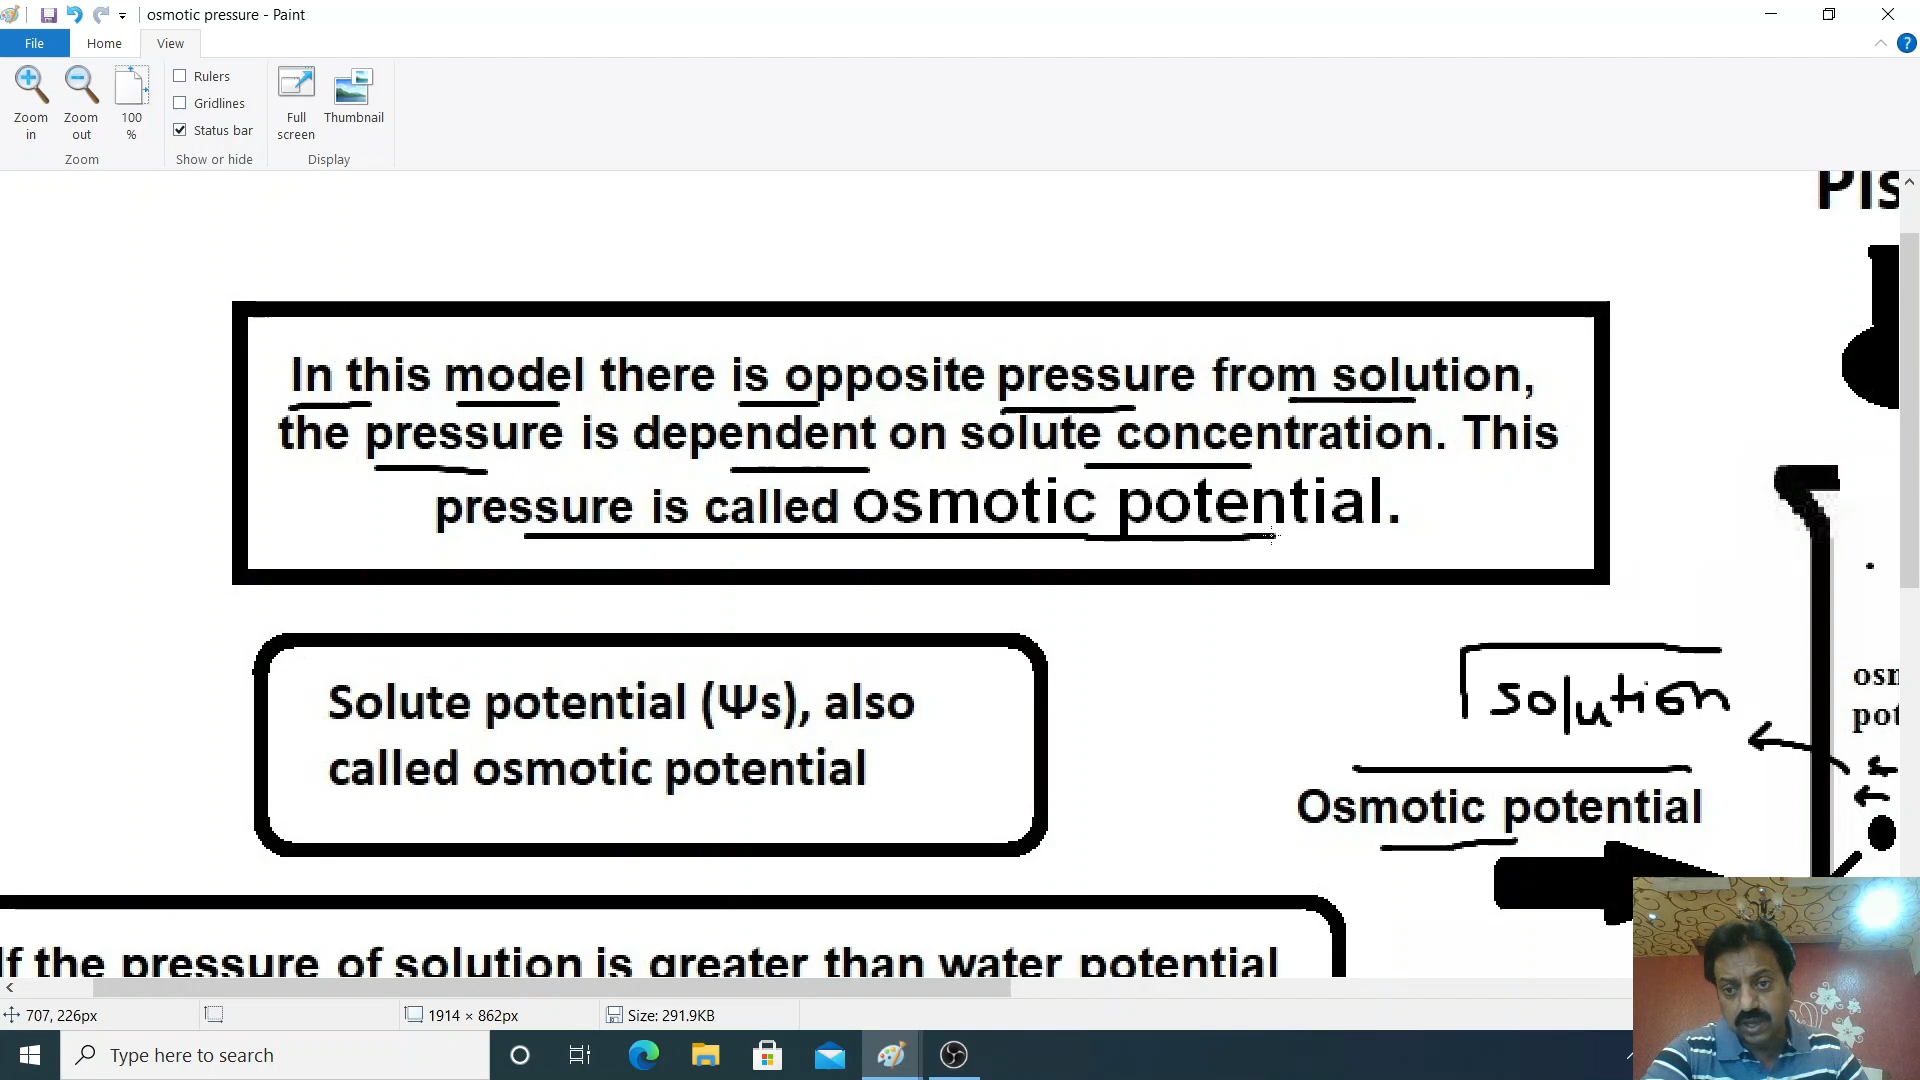 osmotic pressure - Paint
File
Home
View
Zoom in
Zoom out
100 %
Rulers
Gridlines
Status bar
Full screen
Thumbnail
Zoom
Show or hide
Display
In this model there is opposite pressure from solution,
the pressure is dependent on solute concentration. This
pressure is called osmotic potential.
Solute potential (Ψs), also
called osmotic potential
solution
Osmotic potential
If the pressure of solution is greater than water potential
707, 226px
1914 × 862px
Size: 291.9KB
Type here to search